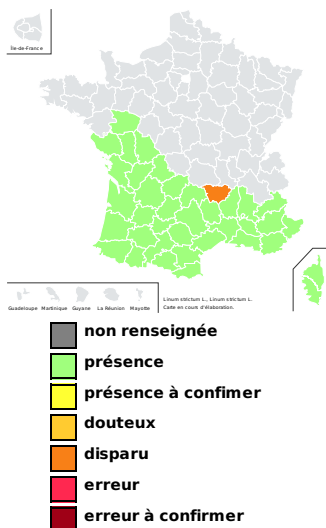 Île-de-France
Guadeloupe Martinique Guyane La Réunion Mayotte
Linum strictum L., Linum strictum L.
Carte en cours d'élaboration.
non renseignée
présence
présence à confimer
douteux
disparu
erreur
erreur à confirmer